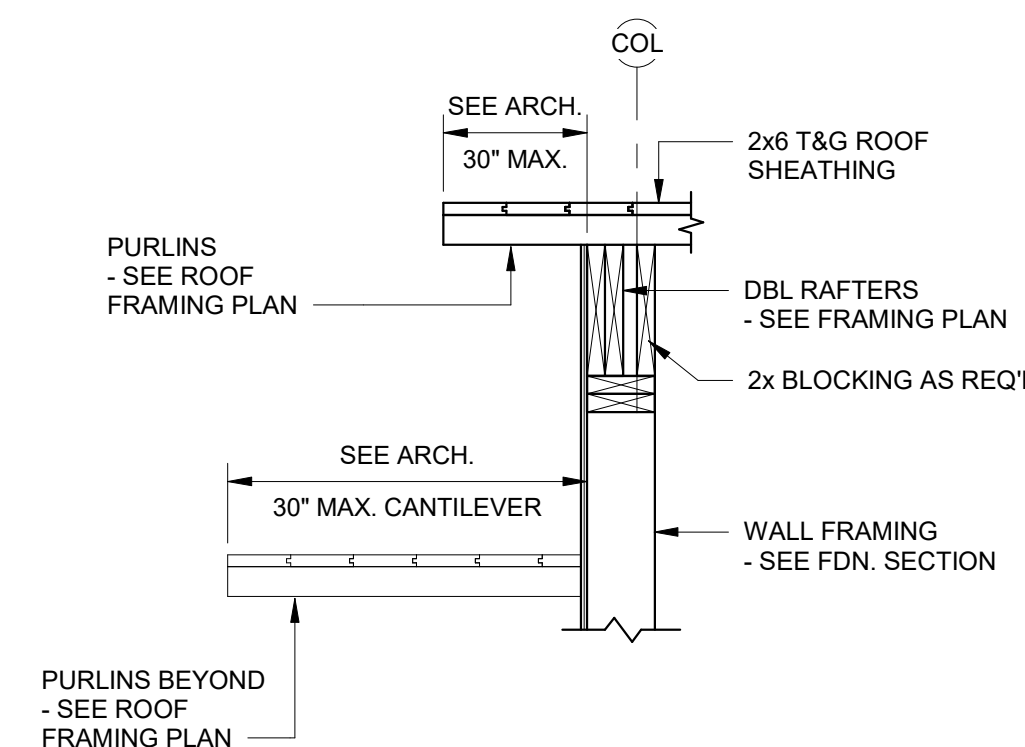 COL
SEE ARCH.
30" MAX.
2x6 T&G ROOF
SHEATHING
PURLINS
- SEE ROOF
FRAMING PLAN
DBL RAFTERS
- SEE FRAMING PLAN
2x BLOCKING AS
SEE ARCH.
30" MAX. CANTILEVER
WALL FRAMING
- SEE FDN. SECTION
PURLINS BEYOND
- SEE ROOF
FRAMING PLAN